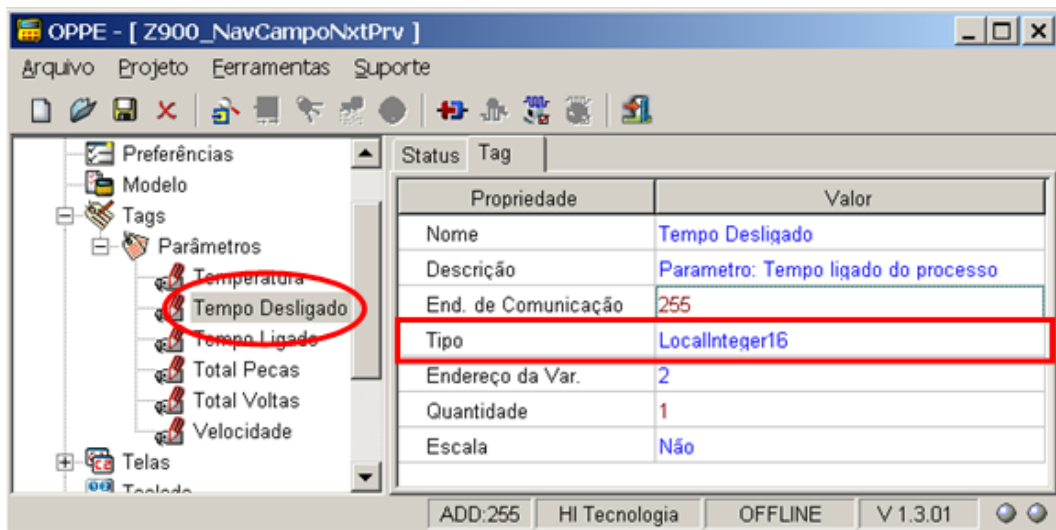 OPPE - [ Z900_NavCampoNxtPrv ]
Arquivo Projeto Ferramentas Suporte
Preferências
Modelo
Tags
Parâmetros
Temperatura
Tempo Desligado
Tempo Ligado
Total Pecas
Total Voltas
Velocidade
Telas
Teclado
Status Tag
Propriedade Valor
Nome Tempo Desligado
Descrição Parametro: Tempo ligado do processo
End. de Comunicação 255
Tipo LocalInteger16
Endereço da Var. 2
Quantidade 1
Escala Não
ADD:255 HI Tecnologia OFFLINE V 1.3.01